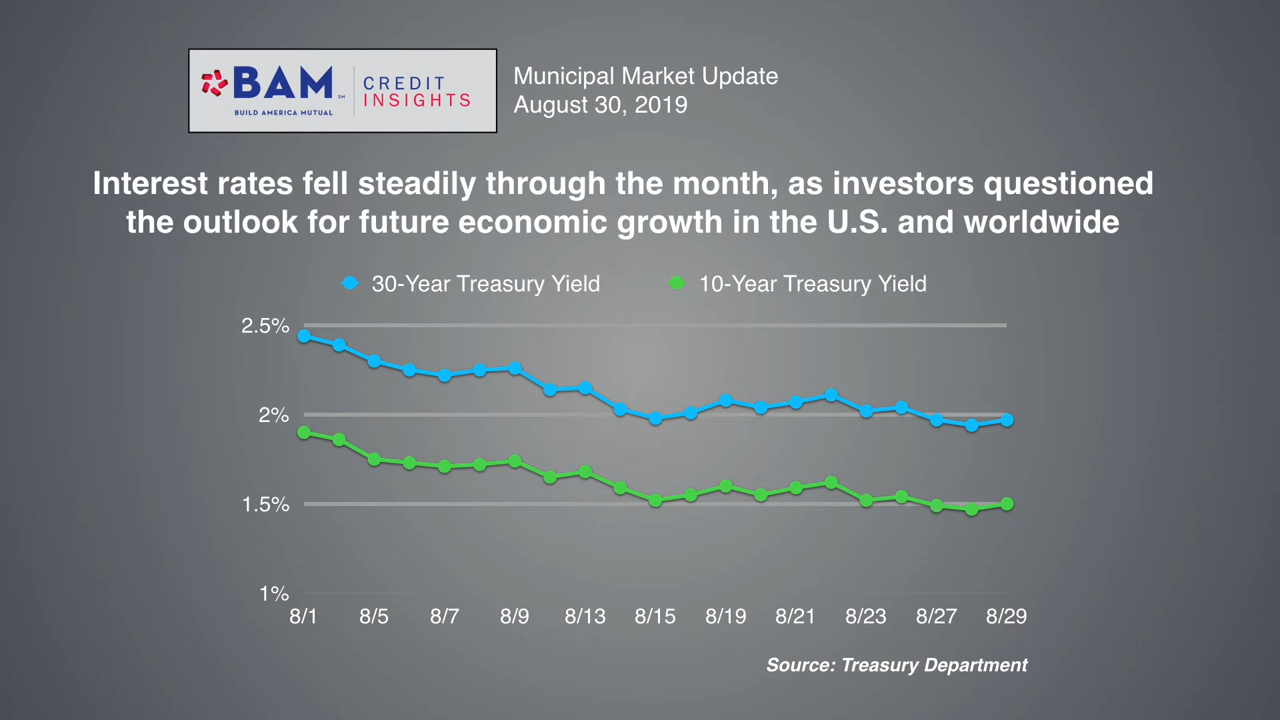 BAM SM
BUILD AMERICA MUTUAL
CREDIT
INSIGHTS
Municipal Market Update
August 30, 2019
Interest rates fell steadily through the month, as investors questioned
the outlook for future economic growth in the U.S. and worldwide
30-Year Treasury Yield 10-Year Treasury Yield
2.5%
2%
1.5%
1%
8/1 8/5 8/7 8/9 8/13 8/15 8/19 8/21 8/23 8/27 8/29
Source: Treasury Department